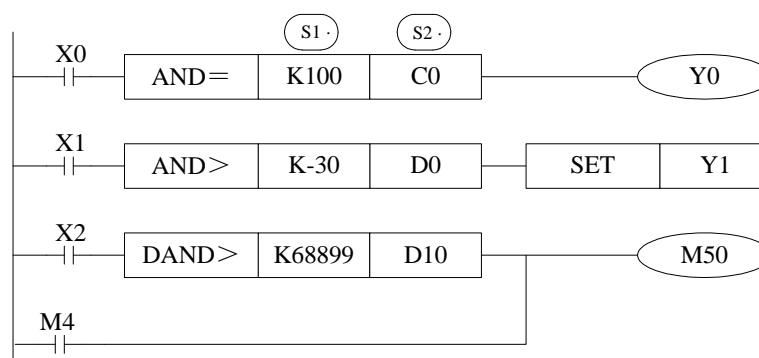 S1· S2·
X0 AND= K100 C0 Y0
X1 AND> K-30 D0 SET Y1
X2 DAND> K68899 D10 M50
M4